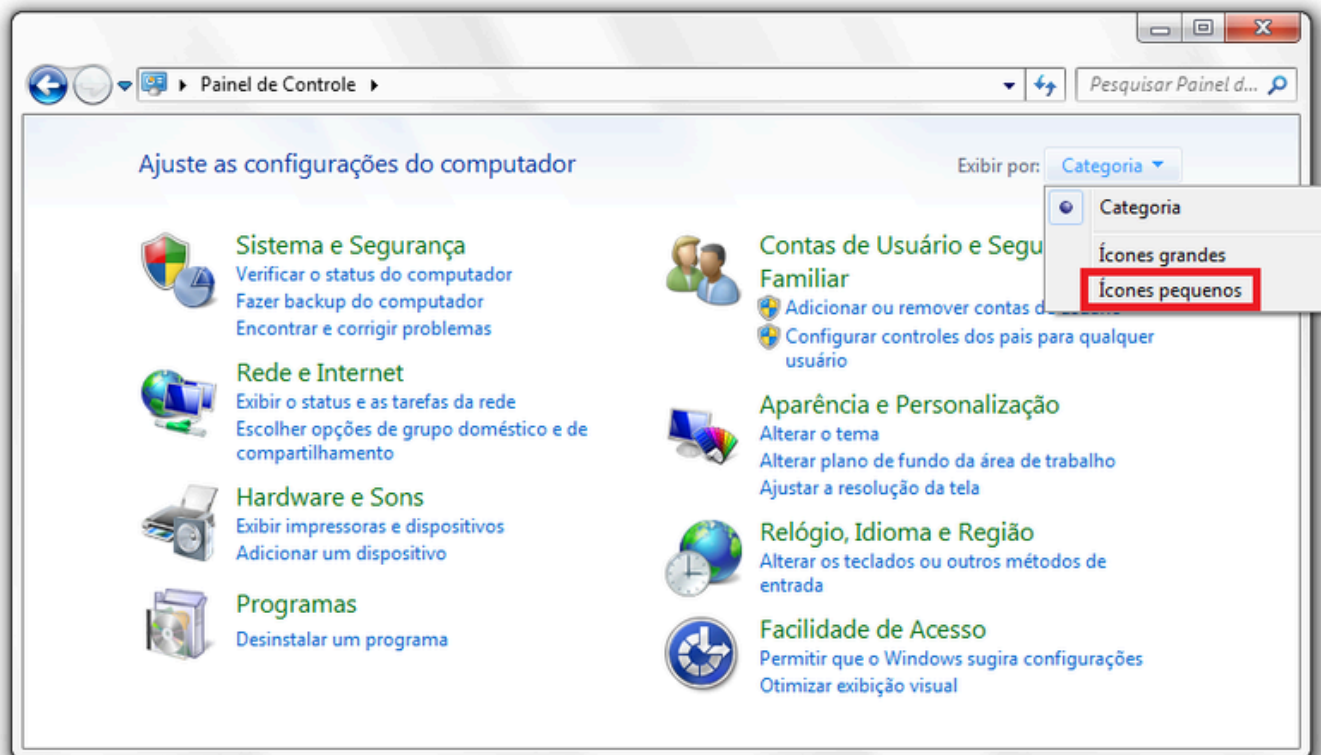 Painel de Controle
Pesquisar Painel d...
Ajuste as configurações do computador
Exibir por:
Categoria
Categoria
Ícones grandes
Ícones pequenos
Sistema e Segurança
Verificar o status do computador
Fazer backup do computador
Encontrar e corrigir problemas
Rede e Internet
Exibir o status e as tarefas da rede
Escolher opções de grupo doméstico e de
compartilhamento
Hardware e Sons
Exibir impressoras e dispositivos
Adicionar um dispositivo
Programas
Desinstalar um programa
Contas de Usuário e Segu
Familiar
Adicionar ou remover contas de usuário
Configurar controles dos pais para qualquer
usuário
Aparência e Personalização
Alterar o tema
Alterar plano de fundo da área de trabalho
Ajustar a resolução da tela
Relógio, Idioma e Região
Alterar os teclados ou outros métodos de
entrada
Facilidade de Acesso
Permitir que o Windows sugira configurações
Otimizar exibição visual